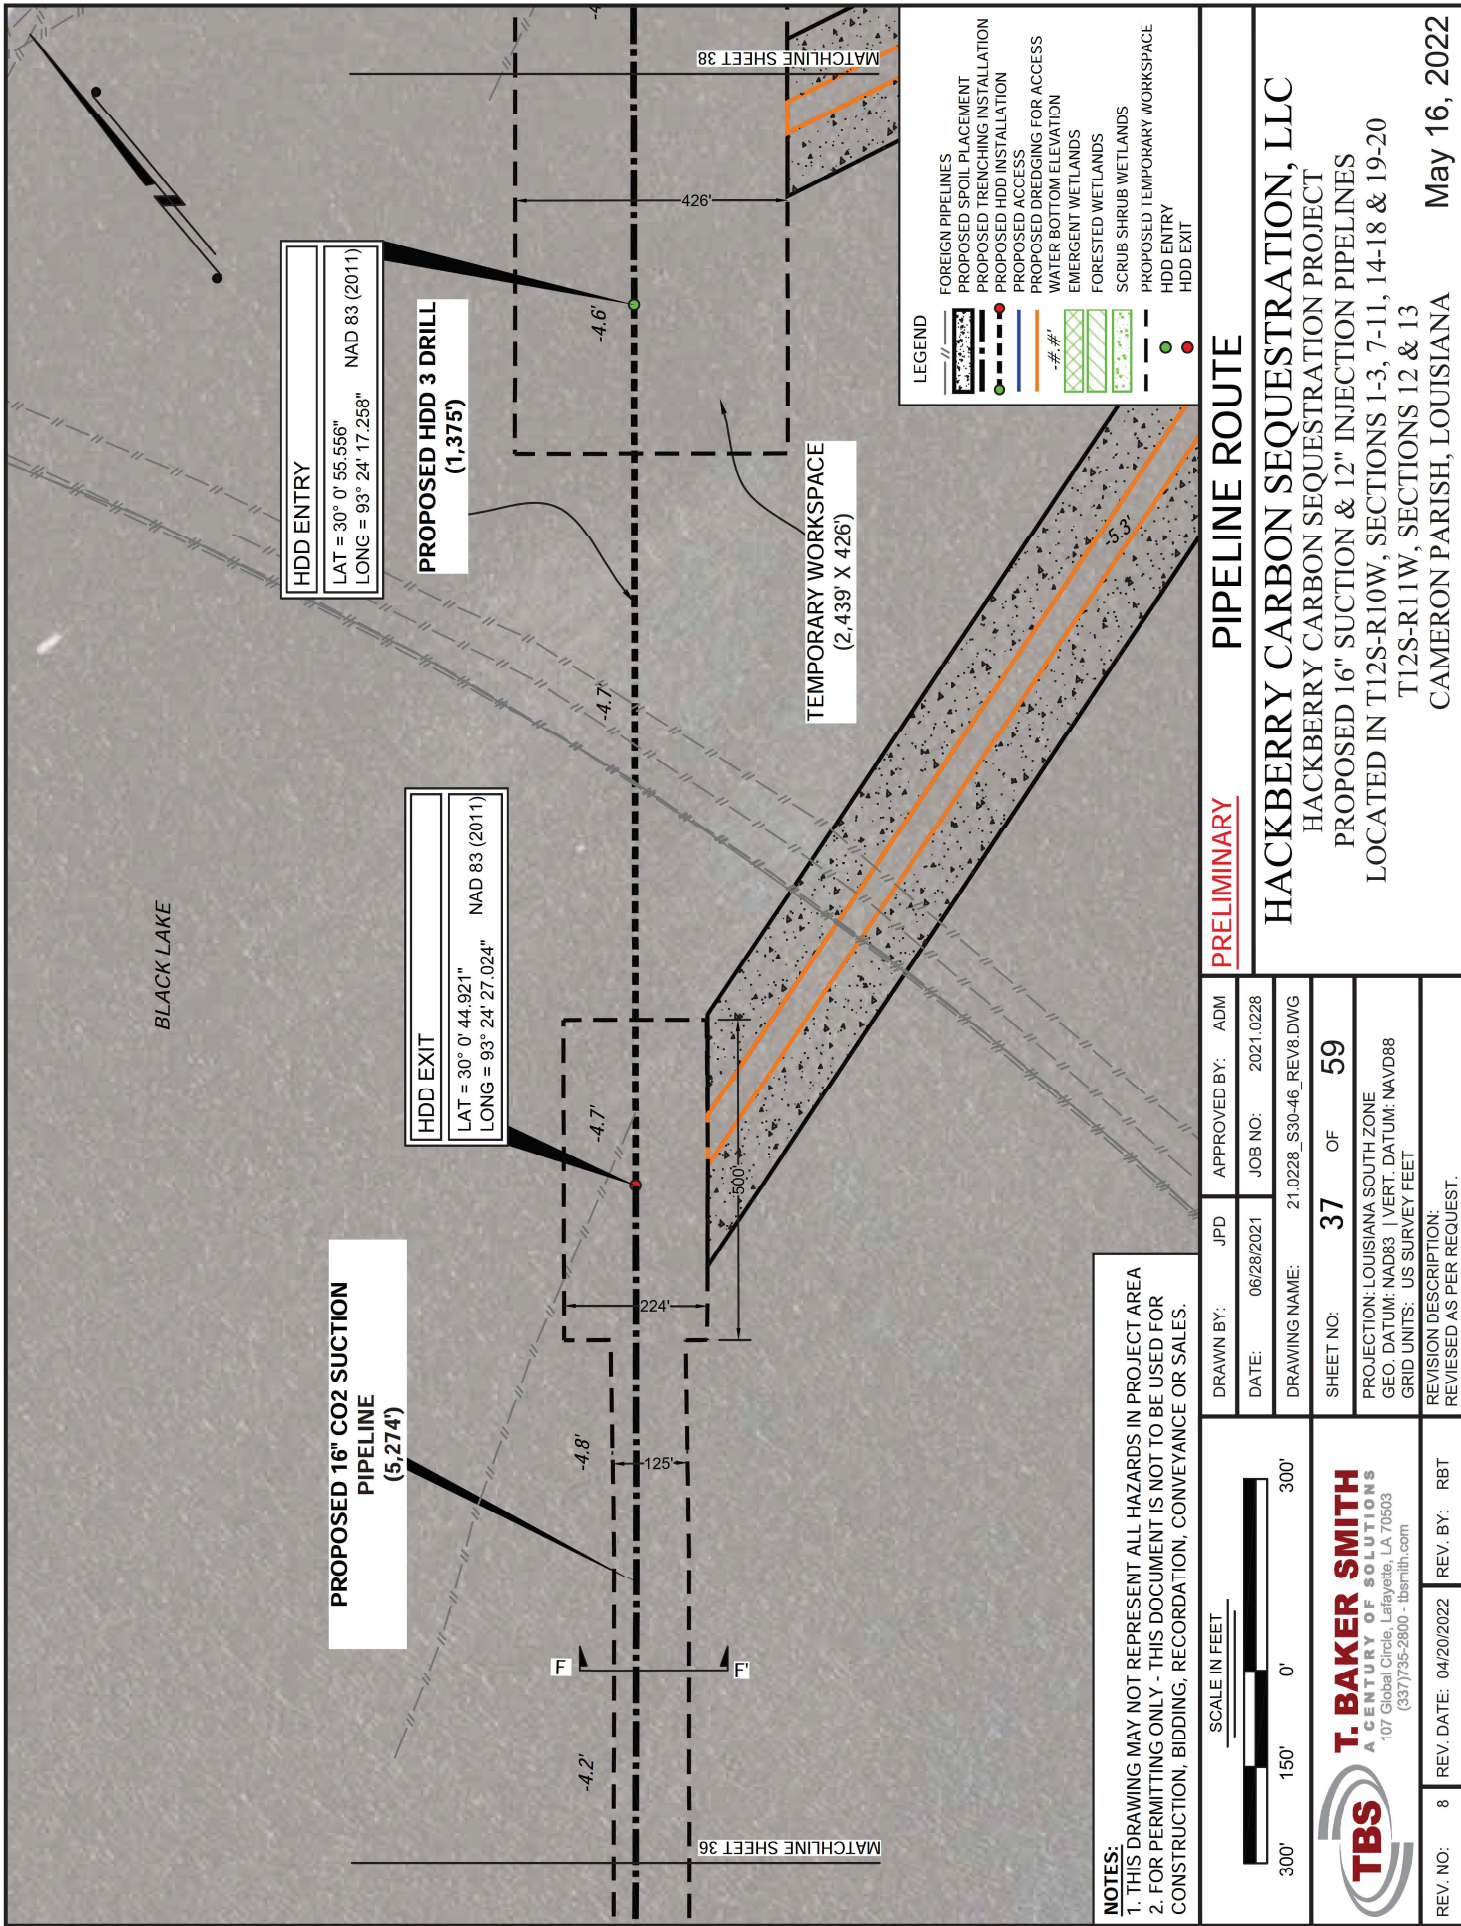 BLACK LAKE
MATCHLINE SHEET 36
MATCHLINE SHEET 38
PROPOSED 16" CO2 SUCTION
PIPELINE
(5,274')
HDD EXIT
LAT = 30° 0' 44.921"
LONG = 93° 24' 27.024"
NAD 83 (2011)
HDD ENTRY
LAT = 30° 0' 55.556"
LONG = 93° 24' 17.258"
NAD 83 (2011)
PROPOSED HDD 3 DRILL
(1,375')
TEMPORARY WORKSPACE
(2,439' X 426')
-4.2'
F
F'
-4.8'
125'
224'
500'
-4.7'
-4.7'
-4.6'
426'
-5.3'
LEGEND
FOREIGN PIPELINES
PROPOSED SPOIL PLACEMENT
PROPOSED TRENCHING INSTALLATION
PROPOSED HDD INSTALLATION
PROPOSED ACCESS
PROPOSED DREDGING FOR ACCESS
-#.#' WATER BOTTOM ELEVATION
EMERGENT WETLANDS
FORESTED WETLANDS
SCRUB SHRUB WETLANDS
PROPOSED TEMPORARY WORKSPACE
HDD ENTRY
HDD EXIT
NOTES:
1. THIS DRAWING MAY NOT REPRESENT ALL HAZARDS IN PROJECT AREA
2. FOR PERMITTING ONLY - THIS DOCUMENT IS NOT TO BE USED FOR
CONSTRUCTION, BIDDING, RECORDATION, CONVEYANCE OR SALES.
SCALE IN FEET
300' 150' 0' 300'
TBS
T. BAKER SMITH
A CENTURY OF SOLUTIONS
107 Global Circle, Lafayette, LA 70503
(337)735-2800 - tbsmith.com
REV. NO: 8 REV. DATE: 04/20/2022 REV. BY: RBT
DRAWN BY: JPD APPROVED BY: ADM
DATE: 06/28/2021 JOB NO: 2021.0228
DRAWING NAME: 21.0228_S30-46_REV8.DWG
SHEET NO: 37 OF 59
PROJECTION: LOUISIANA SOUTH ZONE
GEO. DATUM: NAD83 | VERT. DATUM: NAVD88
GRID UNITS: US SURVEY FEET
REVISION DESCRIPTION:
REVIESED AS PER REQUEST.
PRELIMINARY
PIPELINE ROUTE
HACKBERRY CARBON SEQUESTRATION, LLC
HACKBERRY CARBON SEQUESTRATION PROJECT
PROPOSED 16" SUCTION & 12" INJECTION PIPELINES
LOCATED IN T12S-R10W, SECTIONS 1-3, 7-11, 14-18 & 19-20
T12S-R11W, SECTIONS 12 & 13
CAMERON PARISH, LOUISIANA
May 16, 2022